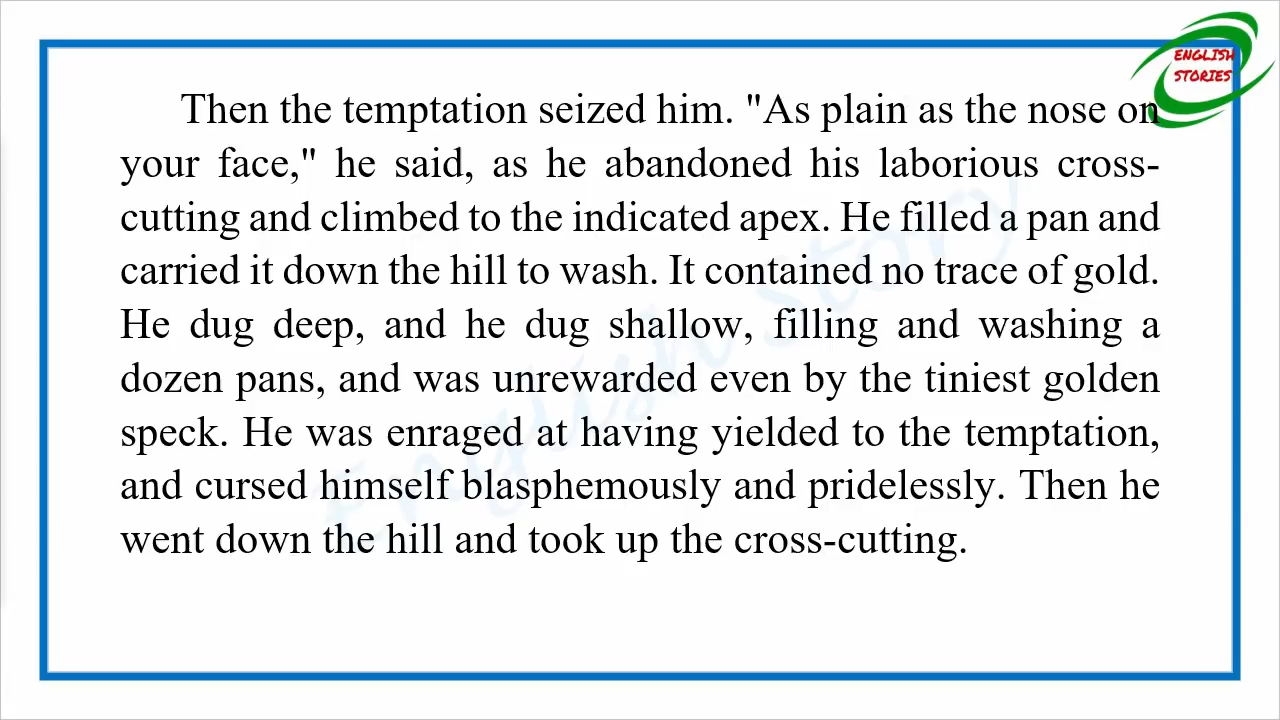 ENGLISH
STORIES
Then the temptation seized him. "As plain as the nose on
your face," he said, as he abandoned his laborious cross-
cutting and climbed to the indicated apex. He filled a pan and
carried it down the hill to wash. It contained no trace of gold.
He dug deep, and he dug shallow, filling and washing a
dozen pans, and was unrewarded even by the tiniest golden
speck. He was enraged at having yielded to the temptation,
and cursed himself blasphemously and pridelessly. Then he
went down the hill and took up the cross-cutting.
English Story